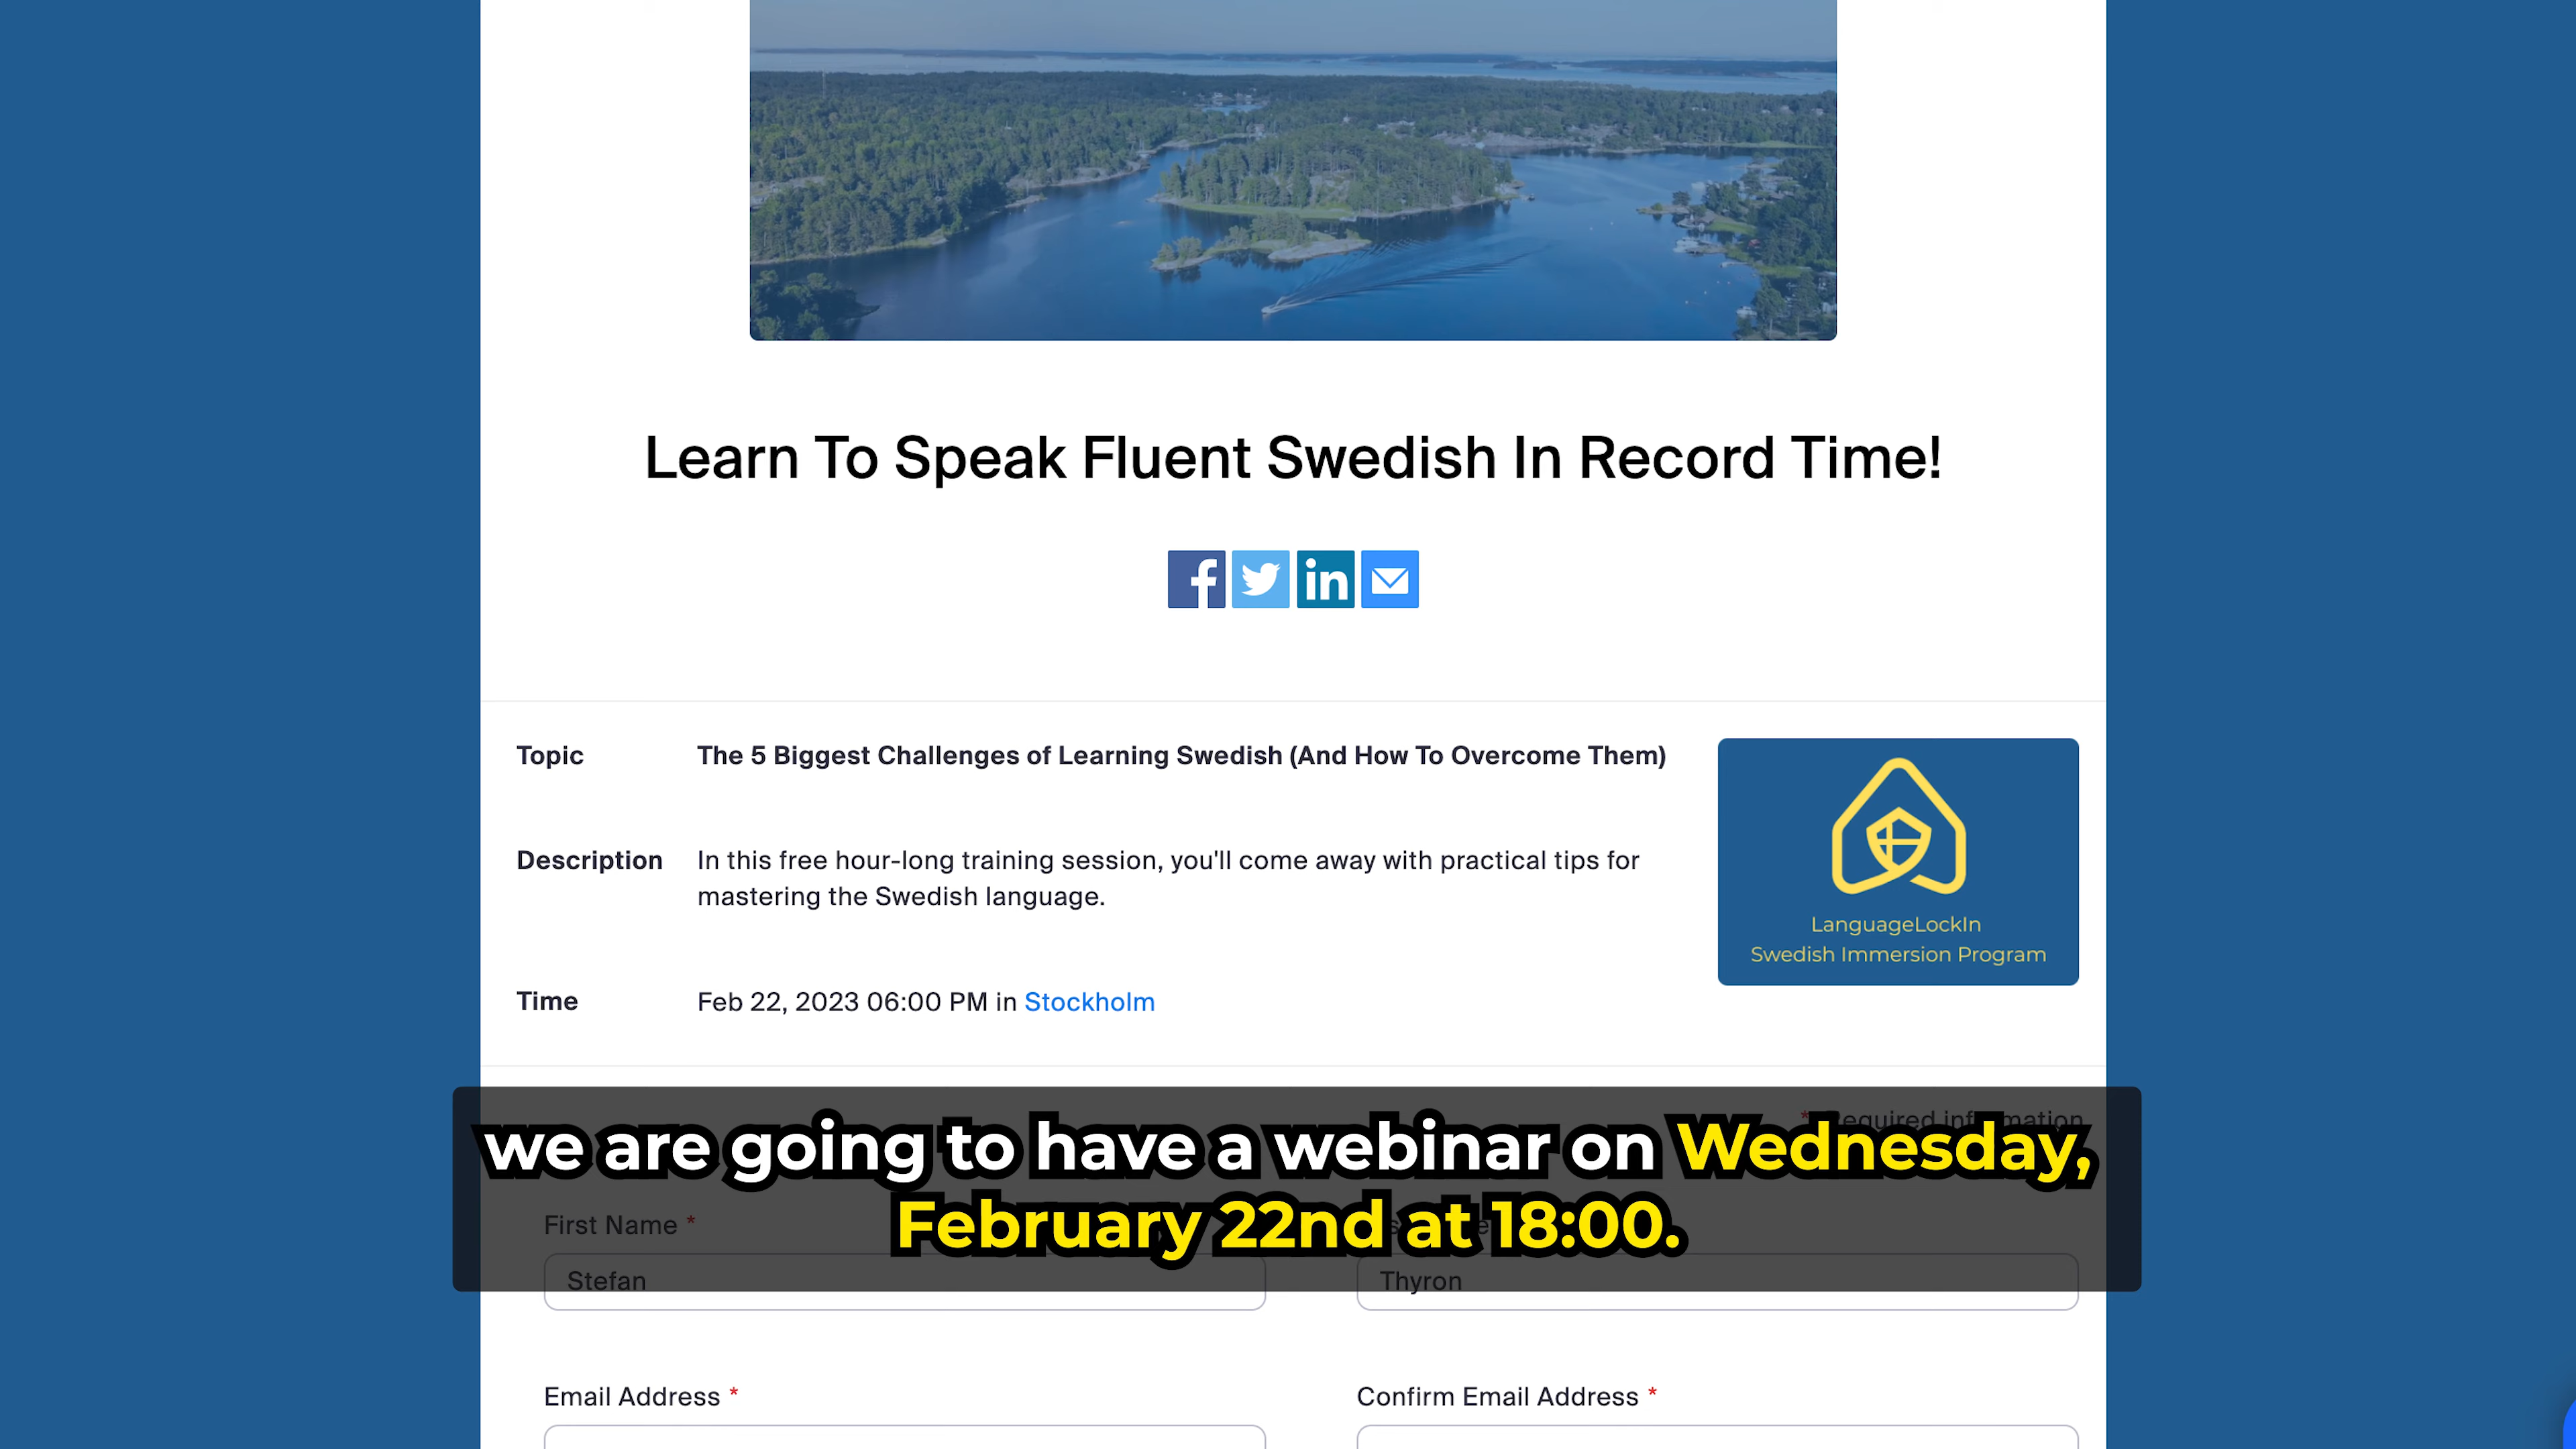 Learn To Speak Fluent Swedish In Record Time!
Topic
The 5 Biggest Challenges of Learning Swedish (And How To Overcome Them)
Description
In this free hour-long training session, you'll come away with practical tips for
mastering the Swedish language.
LanguageLockIn
Swedish Immersion Program
Time
Feb 22, 2023 06:00 PM in Stockholm
* Required information
we are going to have a webinar on Wednesday,
February 22nd at 18:00.
First Name *
Stefan
Thyron
Email Address *
Confirm Email Address *